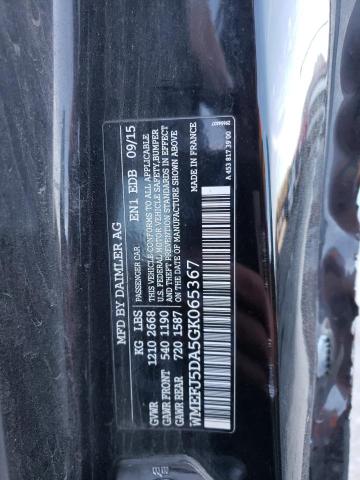 MFD BY DAIMLER AG
KG LBS
GVWR 1210 2668
GAWR FRONT 540 1190
GAWR REAR 720 1587
PASSENGER CAR EN1 EDB 09/15
THIS VEHICLE CONFORMS TO ALL APPLICABLE
U.S. FEDERAL MOTOR VEHICLE SAFETY, BUMPER
AND THEFT PREVENTION STANDARDS IN EFFECT
ON THE DATE OF MANUFACTURE SHOWN ABOVE
WMEFJ5DA5GK065367
MADE IN FRANCE
A 453 817 39 00